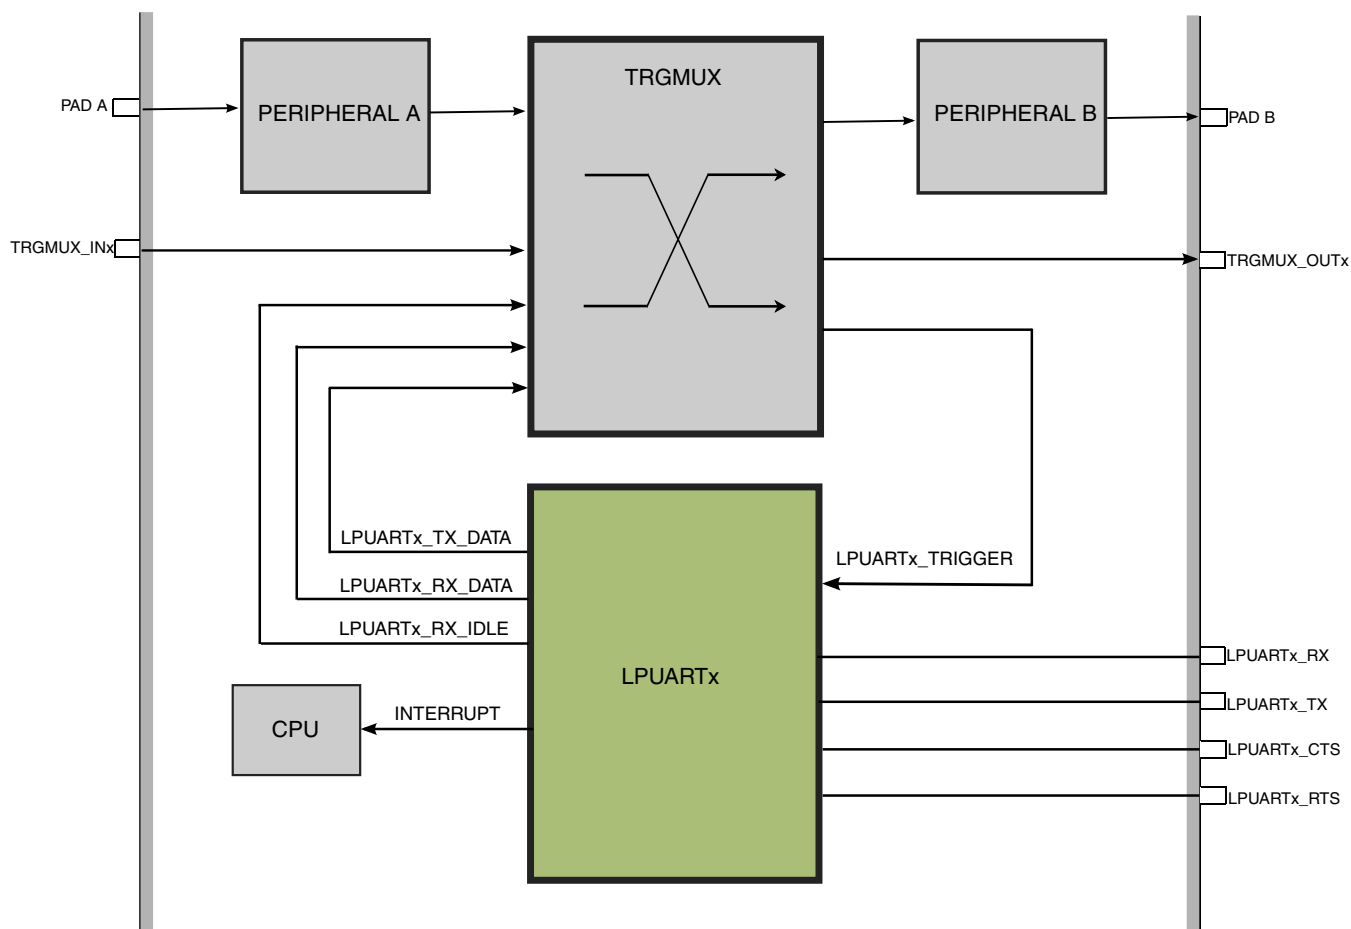 TRGMUX
PAD A
PERIPHERAL A
PERIPHERAL B
PAD B
TRGMUX_INx
TRGMUX_OUTx
LPUARTx_TX_DATA
LPUARTx_TRIGGER
LPUARTx_RX_DATA
LPUARTx_RX_IDLE
LPUARTx_RX
LPUARTx
LPUARTx_TX
INTERRUPT
CPU
LPUARTx_CTS
LPUARTx_RTS